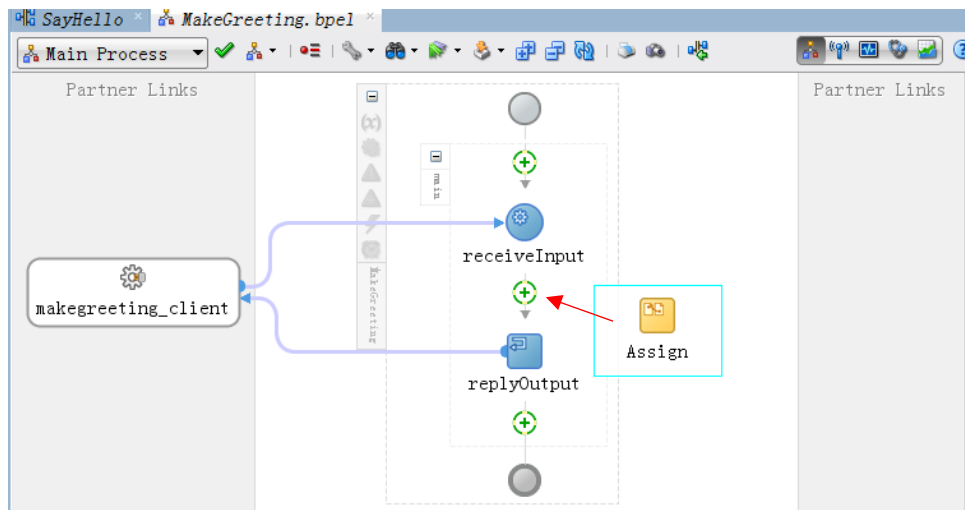 SayHello
MakeGreeting.bpel
Main Process
Partner Links
Partner Links
(x)
main
receiveInput
MakeGreeting
makegreeting_client
Assign
replyOutput